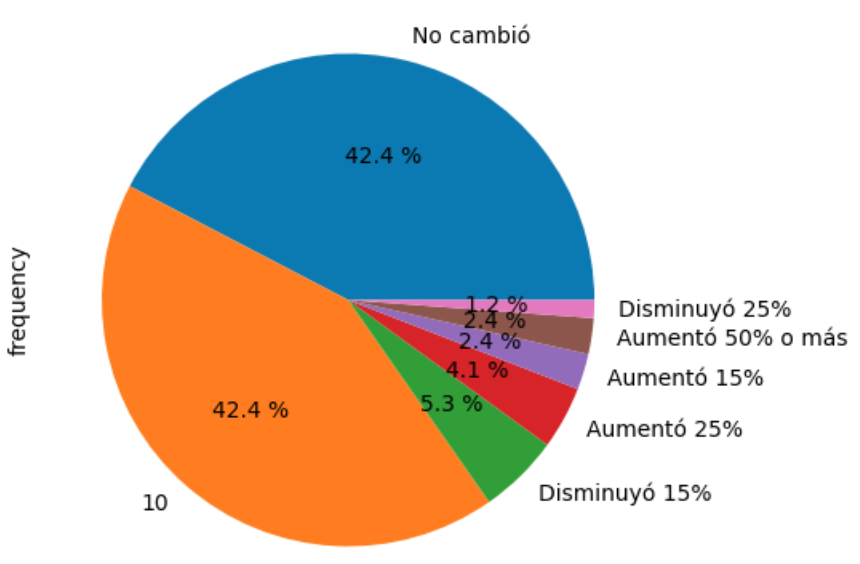 No cambió
42.4 %
frequency
1.2 %
Disminuyó 25%
2.4 %
Aumentó 50% o más
2.4 %
Aumentó 15%
4.1 %
Aumentó 25%
5.3 %
42.4 %
Disminuyó 15%
10